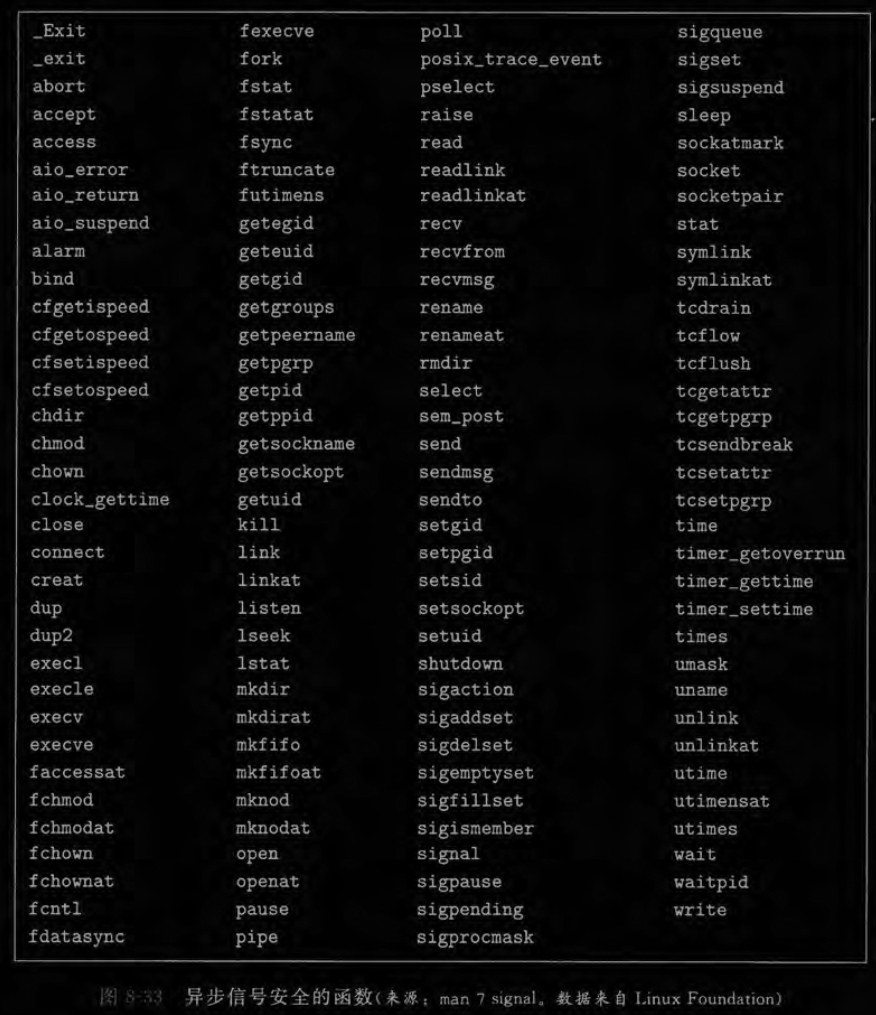 _Exit
_exit
abort
accept
access
aio_error
aio_return
aio_suspend
alarm
bind
cfgetispeed
cfgetospeed
cfsetispeed
cfsetospeed
chdir
chmod
chown
clock_gettime
close
connect
creat
dup
dup2
execl
execle
execv
execve
faccessat
fchmod
fchmodat
fchown
fchownat
fcntl
fdatasync
fexecve
fork
fstat
fstatat
fsync
ftruncate
futimens
getegid
geteuid
getgid
getgroups
getpeername
getpgrp
getpid
getppid
getsockname
getsockopt
getuid
kill
link
linkat
listen
lseek
lstat
mkdir
mkdirat
mkfifo
mkfifoat
mknod
mknodat
open
openat
pause
pipe
poll
posix_trace_event
pselect
raise
read
readlink
readlinkat
recv
recvfrom
recvmsg
rename
renameat
rmdir
select
sem_post
send
sendmsg
sendto
setgid
setpgid
setsid
setsockopt
setuid
shutdown
sigaction
sigaddset
sigdelset
sigemptyset
sigfillset
sigismember
signal
sigpause
sigpending
sigprocmask
sigqueue
sigset
sigsuspend
sleep
sockatmark
socket
socketpair
stat
symlink
symlinkat
tcdrain
tcflow
tcflush
tcgetattr
tcgetpgrp
tcsendbreak
tcsetattr
tcsetpgrp
time
timer_getoverrun
timer_gettime
timer_settime
times
umask
uname
unlink
unlinkat
utime
utimensat
utimes
wait
waitpid
write
图 8-33 异步信号安全的函数(来源：man 7 signal。数据来自 Linux Foundation)